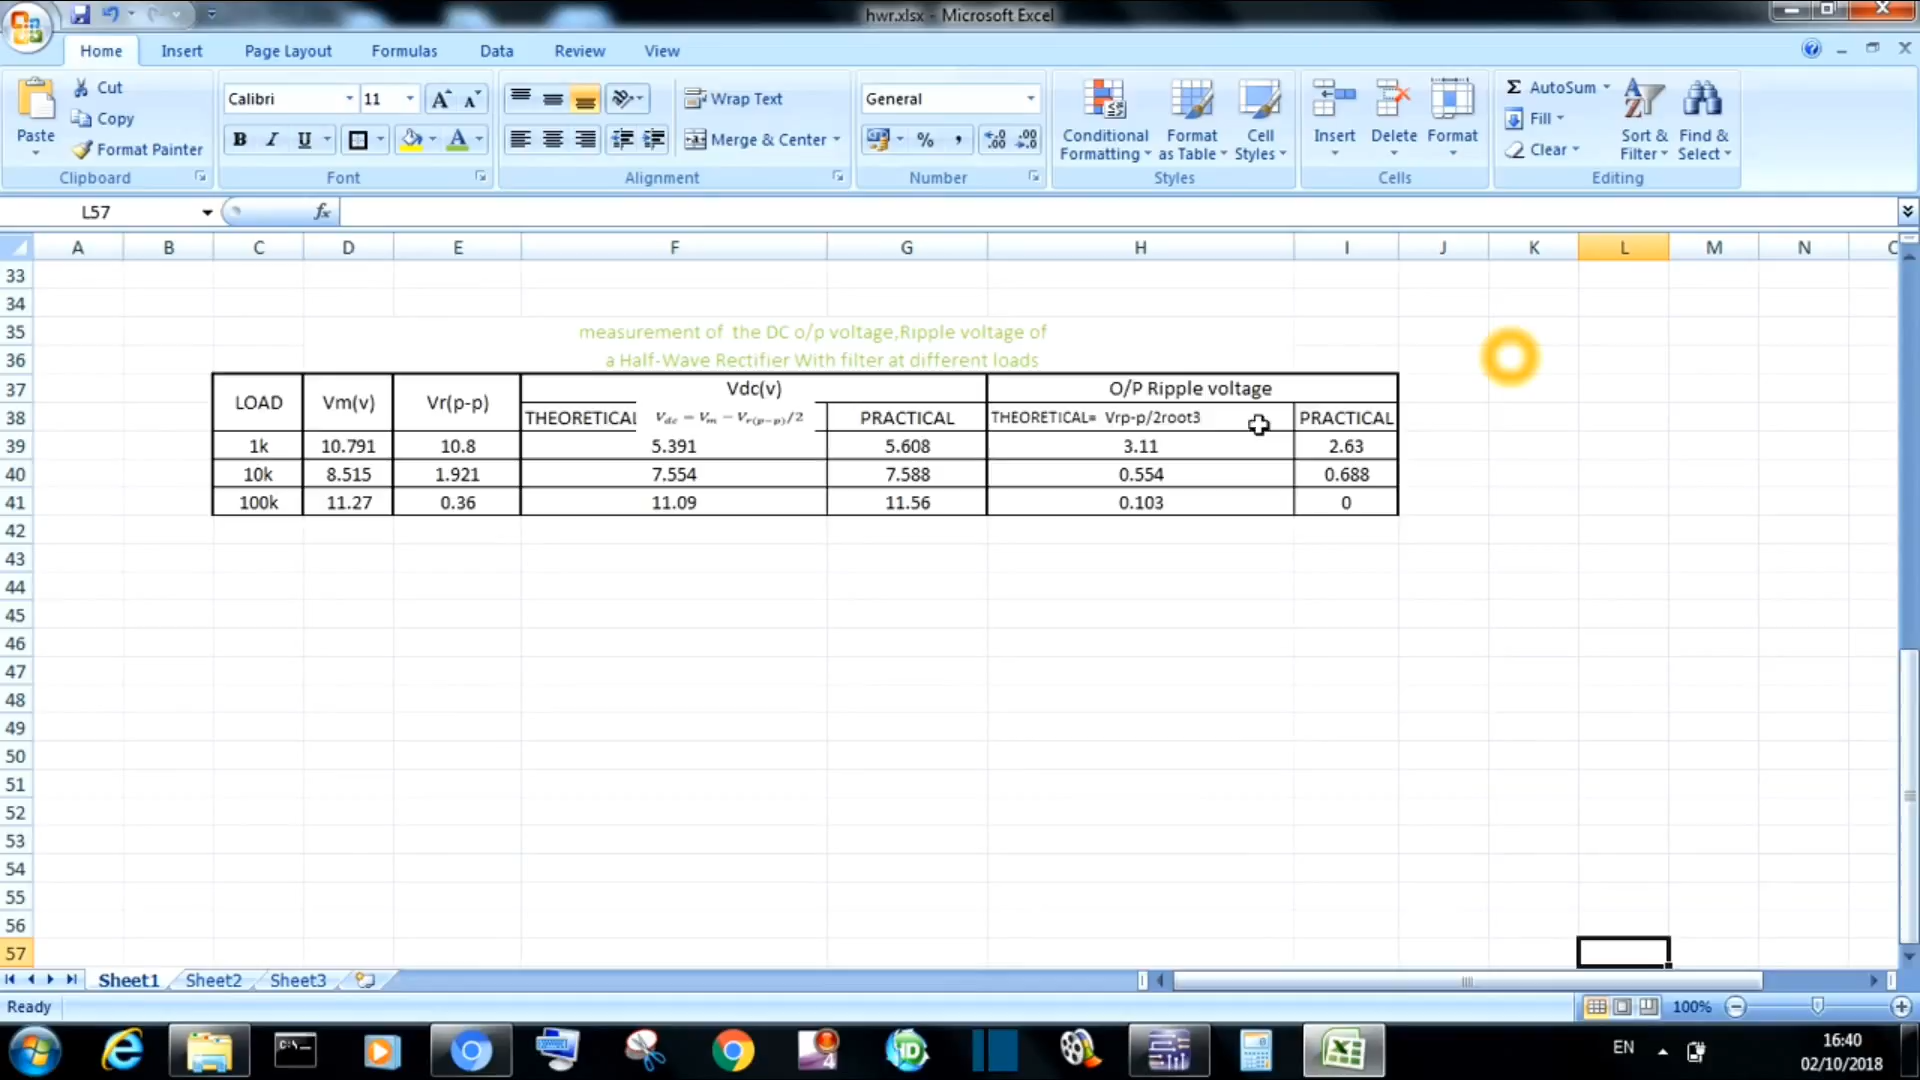 hwr.xlsx - Microsoft Excel
Home Insert Page Layout Formulas Data Review View
Paste Cut Copy Format Painter Clipboard
Calibri 11 B I U Font
Wrap Text Merge & Center Alignment
General % , Number
Conditional Formatting Format as Table Cell Styles Styles
Insert Delete Format Cells
Σ AutoSum Fill Clear Sort & Filter Find & Select Editing
L57 fx
A B C D E F G H I J K L M N
33
34
35 measurement of the DC o/p voltage,Ripple voltage of
36 a Half-Wave Rectifier With filter at different loads
37 LOAD Vm(v) Vr(p-p) Vdc(v) O/P Ripple voltage
38 THEORETICAL V_dc = V_m − V_r(p−p)/2 PRACTICAL THEORETICAL= Vrp-p/2root3 PRACTICAL
39 1k 10.791 10.8 5.391 5.608 3.11 2.63
40 10k 8.515 1.921 7.554 7.588 0.554 0.688
41 100k 11.27 0.36 11.09 11.56 0.103 0
42
43
44
45
46
47
48
49
50
51
52
53
54
55
56
57
Sheet1 Sheet2 Sheet3
Ready 100%
EN 16:40
02/10/2018